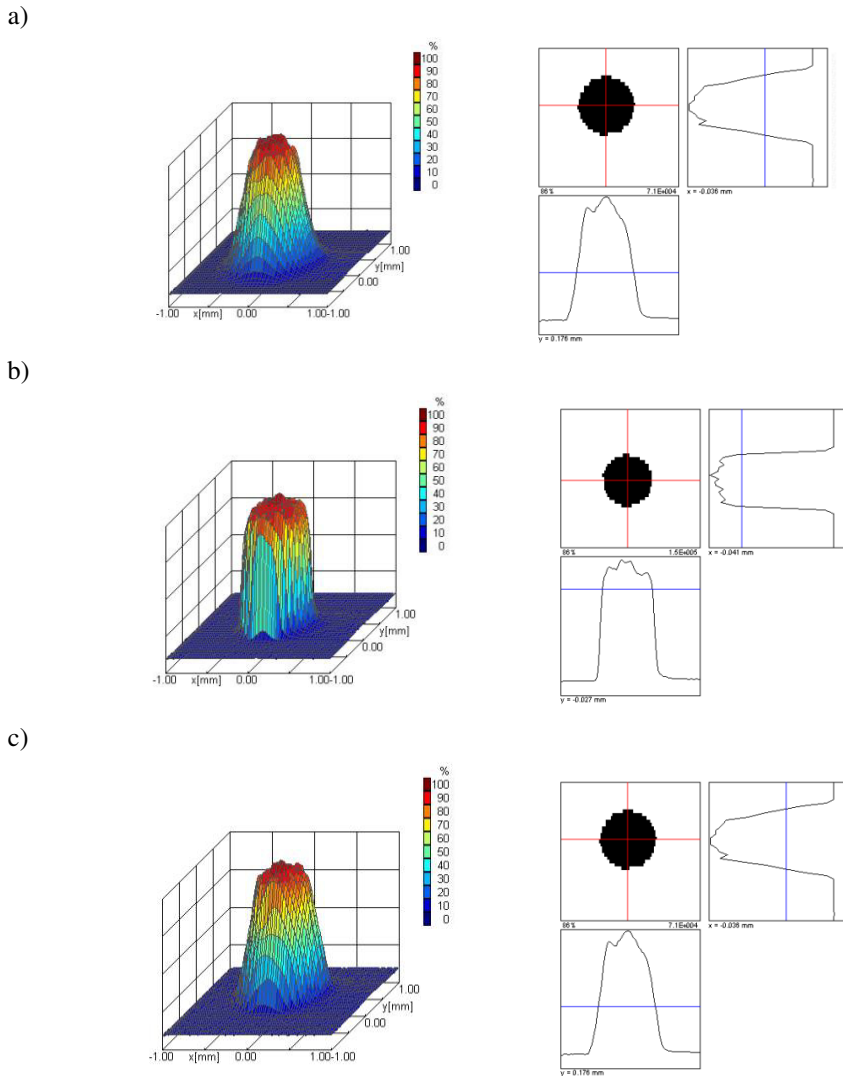 a)
%
100
90
80
70
60
50
40
30
20
10
0
1.00
y[mm]
0.00
-1.00 x[mm] 0.00 1.00-1.00
86% 7.1E+004
x = -0.036 mm
y = 0.176 mm
b)
%
100
90
80
70
60
50
40
30
20
10
0
1.00
y[mm]
0.00
-1.00 x[mm] 0.00 1.00-1.00
86% 1.5E+005
x = -0.041 mm
y = -0.027 mm
c)
%
100
90
80
70
60
50
40
30
20
10
0
1.00
y[mm]
0.00
-1.00 x[mm] 0.00 1.00-1.00
86% 7.1E+004
x = -0.036 mm
y = 0.176 mm